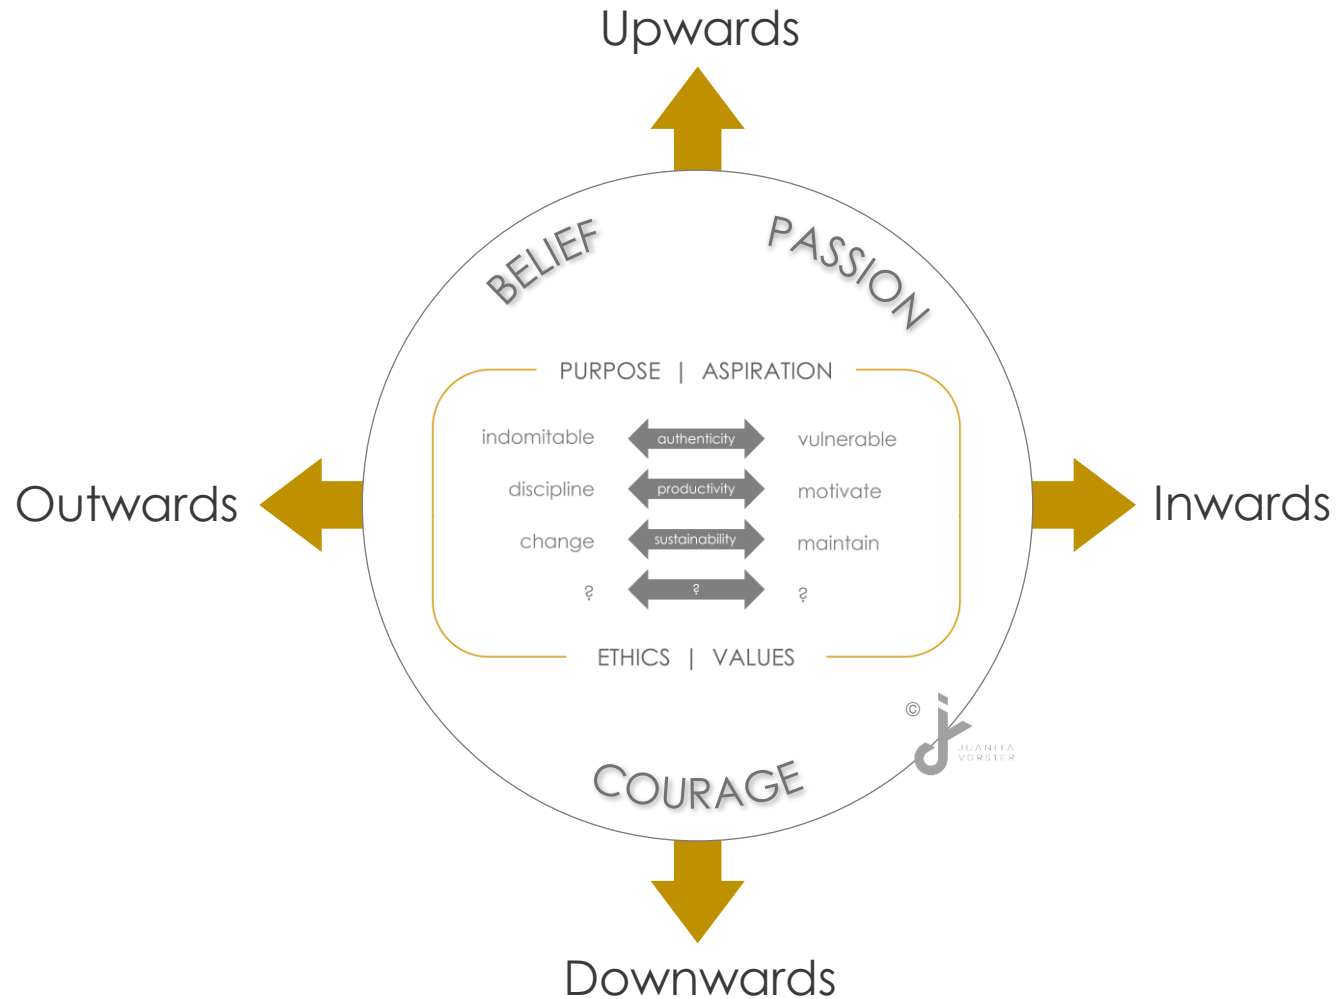 Upwards
BELIEF
PASSION
PURPOSE | ASPIRATION
indomitable authenticity vulnerable
Outwards
discipline productivity motivate
Inwards
change sustainability maintain
? ? ?
ETHICS | VALUES
©
JUANITA
VORSTER
COURAGE
Downwards